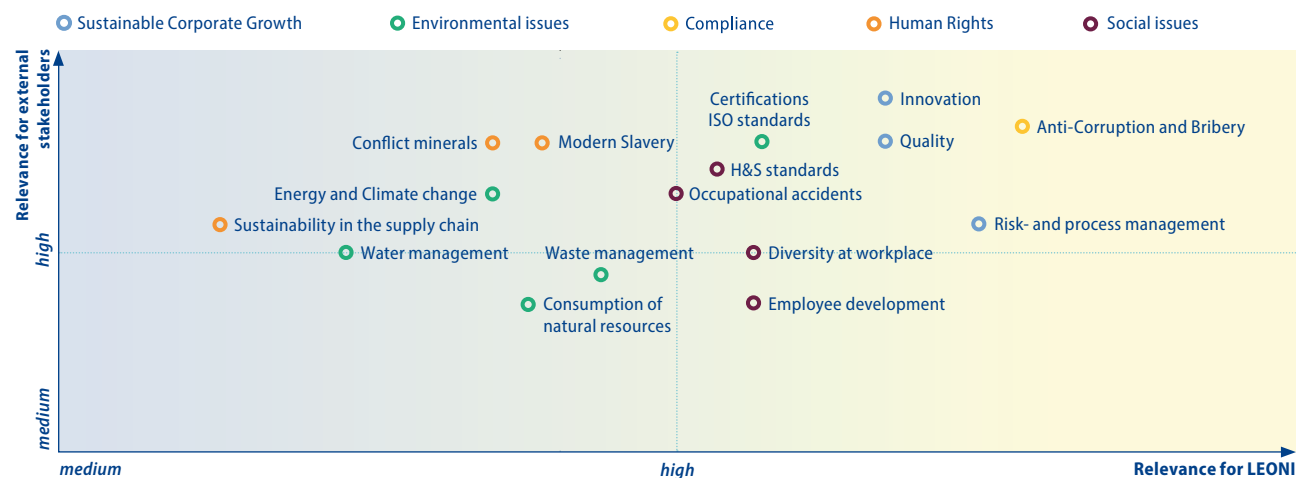 Sustainable Corporate Growth
Environmental issues
Compliance
Human Rights
Social issues
Relevance for external
stakeholders
high
medium
Certifications
ISO standards
Innovation
Anti-Corruption and Bribery
Conflict minerals
Modern Slavery
Quality
H&S standards
Energy and Climate change
Occupational accidents
Sustainability in the supply chain
Risk- and process management
Water management
Waste management
Diversity at workplace
Consumption of
natural resources
Employee development
medium
high
Relevance for LEONI